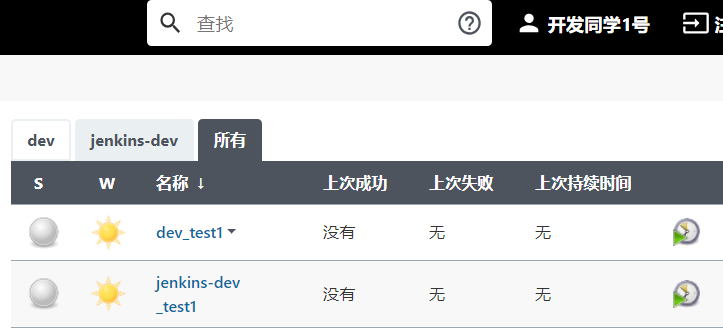 查找
开发同学1号
dev jenkins-dev 所有
S W 名称 ↓ 上次成功 上次失败 上次持续时间
dev_test1 没有 无 无
jenkins-dev
_test1 没有 无 无